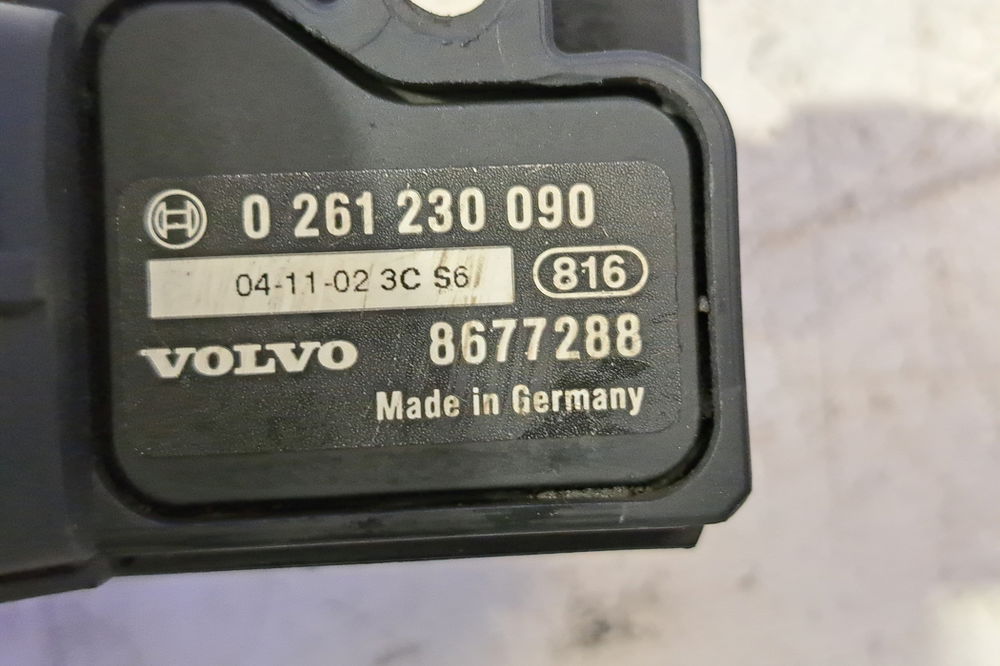 0 261 230 090
04-11-02 3C S6 816
VOLVO 8677288
Made in Germany